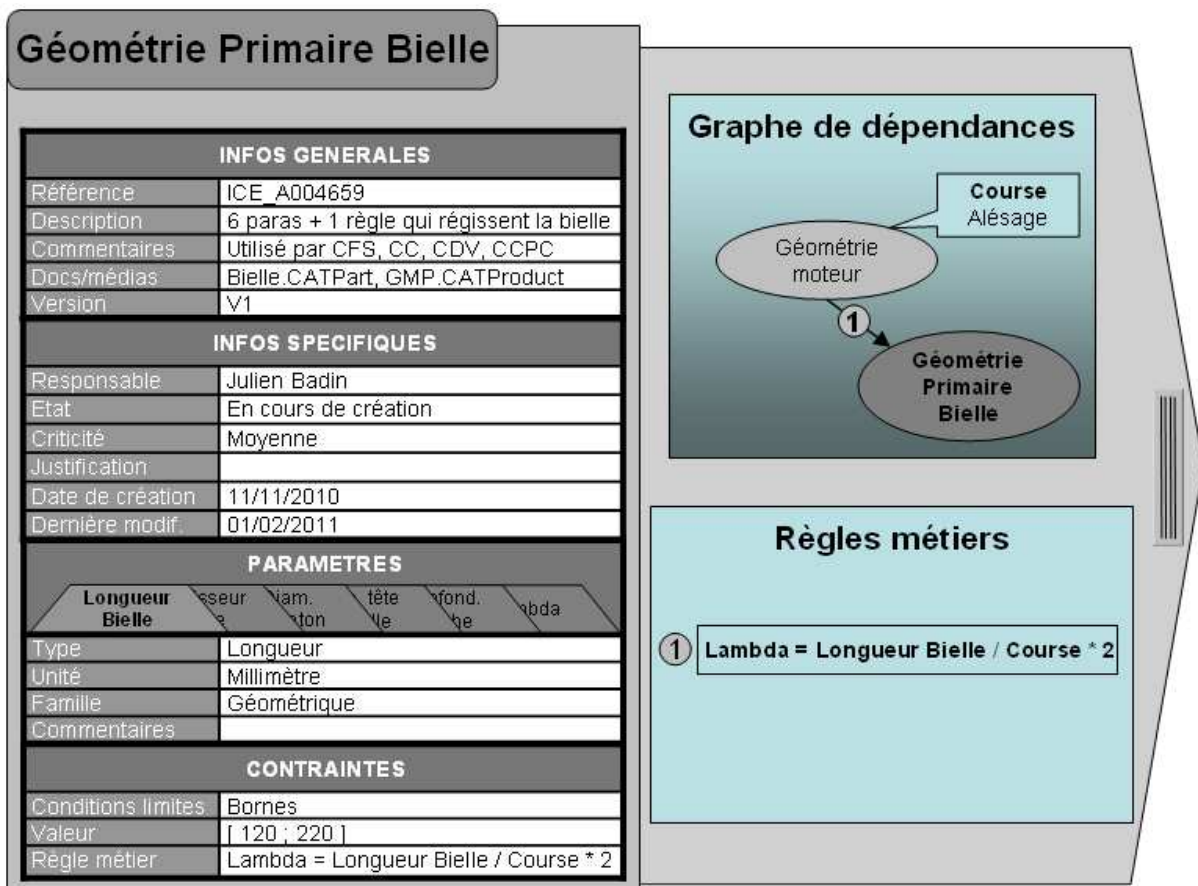 Géométrie Primaire Bielle
INFOS GENERALES
Référence ICE_A004659
Description 6 paras + 1 règle qui régissent la bielle
Commentaires Utilisé par CFS, CC, CDV, CCPC
Docs/médias Bielle.CATPart, GMP.CATProduct
Version V1
INFOS SPECIFIQUES
Responsable Julien Badin
Etat En cours de création
Criticité Moyenne
Justification
Date de création 11/11/2010
Dernière modif. 01/02/2011
PARAMETRES
Longueur
Bielle
tête
Type Longueur
Unité Millimètre
Famille Géométrique
Commentaires
CONTRAINTES
Conditions limites Bornes
Valeur [ 120 ; 220 ]
Règle métier Lambda = Longueur Bielle / Course * 2
Graphe de dépendances
Course
Alésage
Géométrie
moteur
1
Géométrie
Primaire
Bielle
Règles métiers
1 Lambda = Longueur Bielle / Course * 2